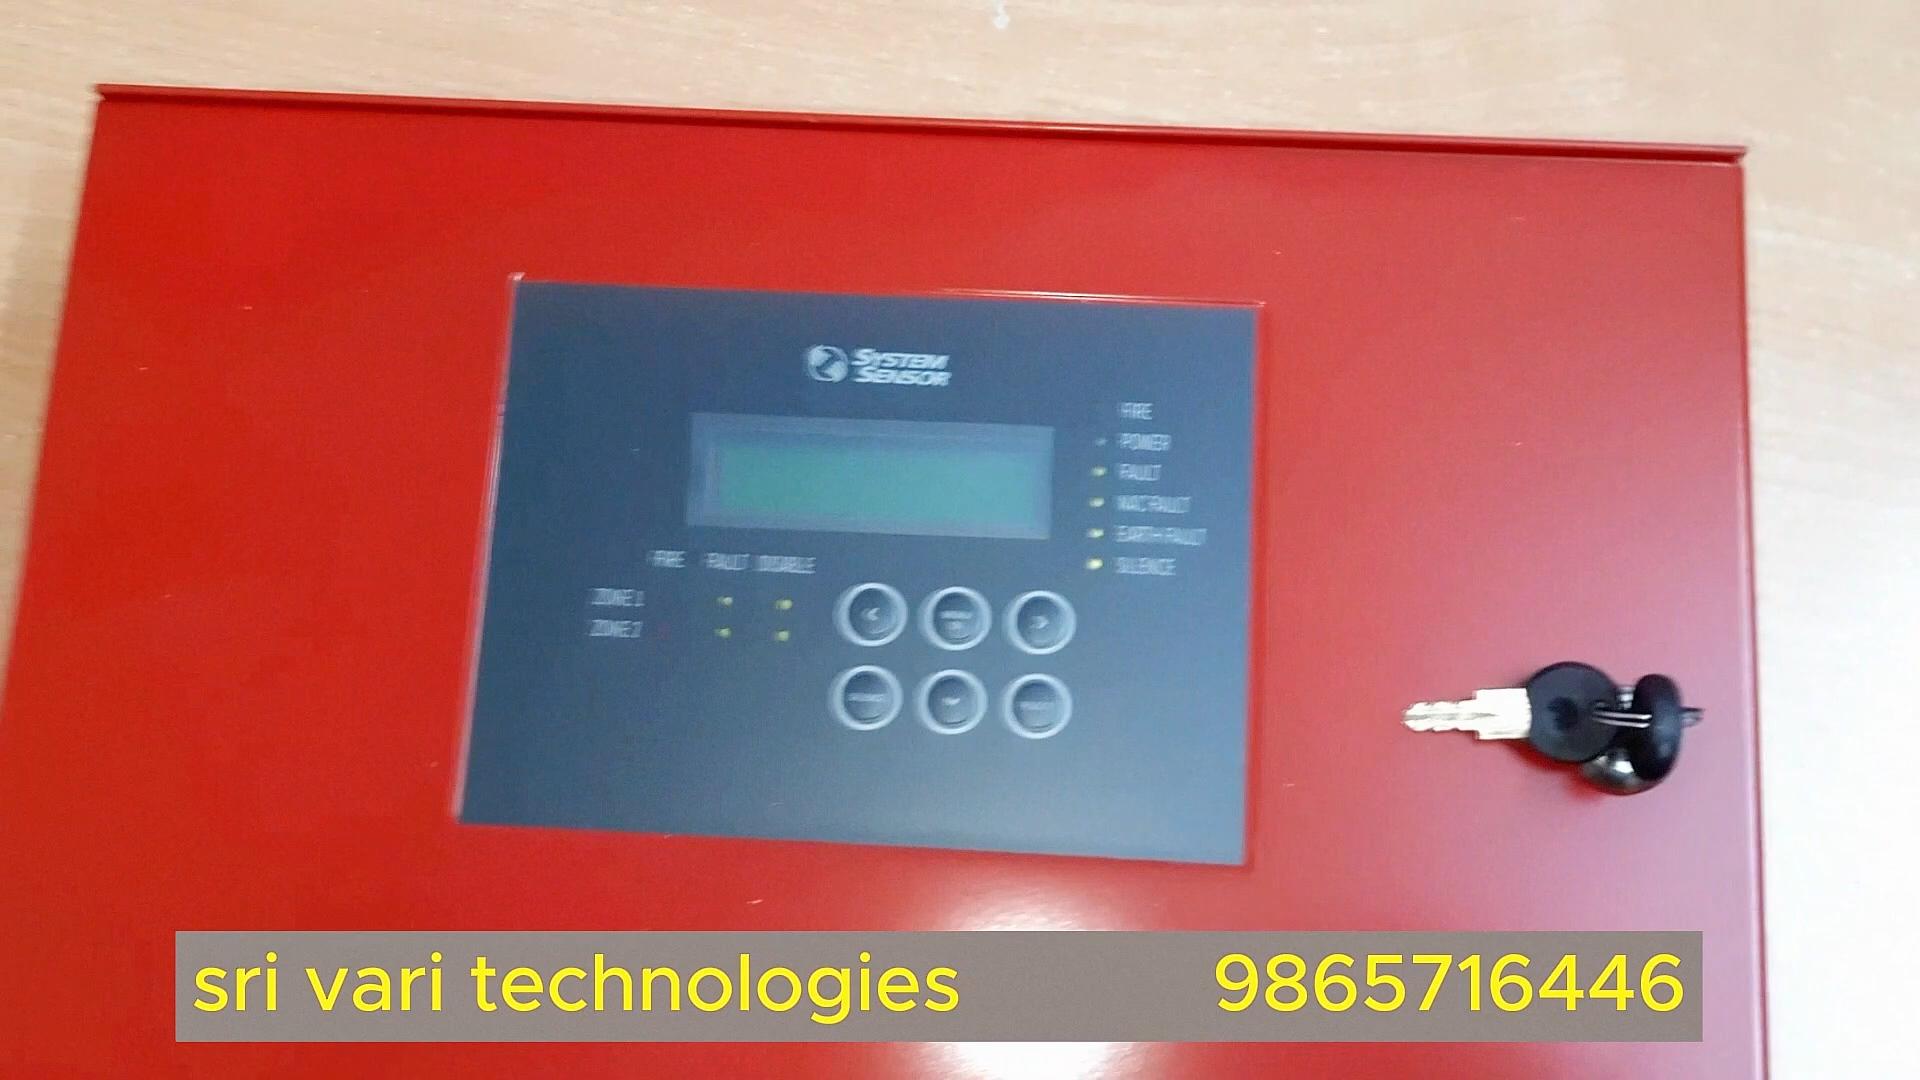 SYSTEM
SENSOR
FIRE
POWER
FAULT
NAC FAULT
EARTH FAULT
SILENCE
FIRE FAULT DISABLE
ZONE 1
ZONE 2
<
>
sri vari technologies 9865716446